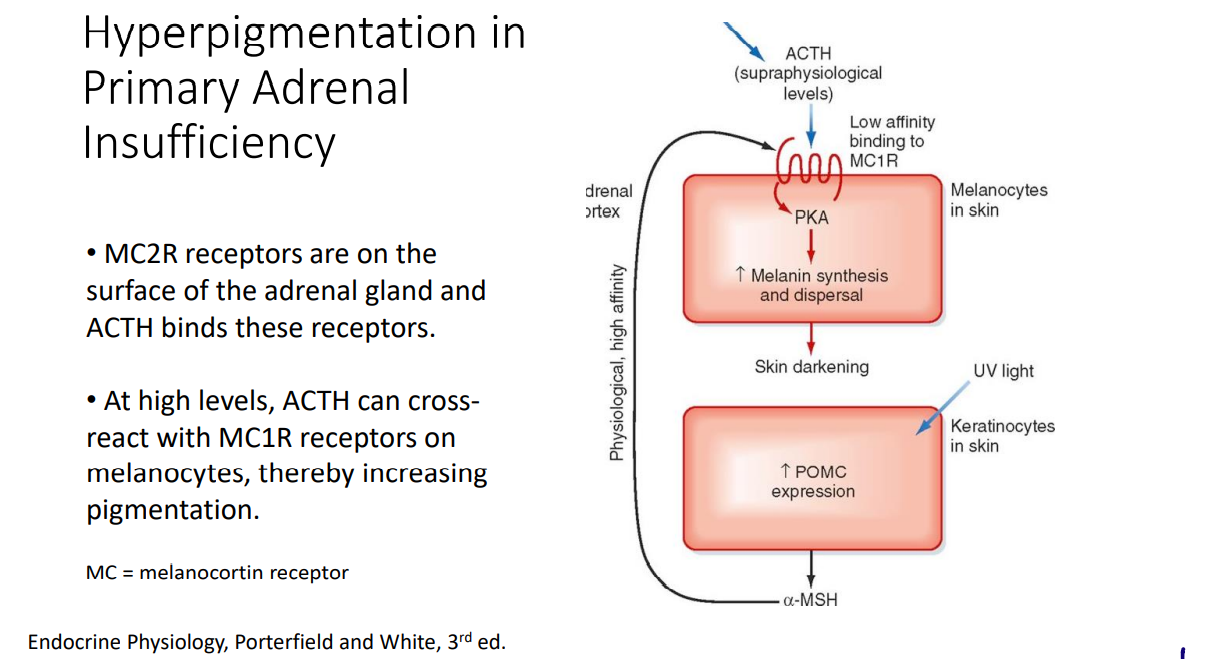 Hyperpigmentation in
Primary Adrenal
Insufficiency
• MC2R receptors are on the
surface of the adrenal gland and
ACTH binds these receptors.
• At high levels, ACTH can cross-
react with MC1R receptors on
melanocytes, thereby increasing
pigmentation.
MC = melanocortin receptor
Endocrine Physiology, Porterfield and White, 3rd ed.
ACTH
(supraphysiological
levels)
Low affinity
binding to
MC1R
drenal
ortex
Melanocytes
in skin
PKA
↑ Melanin synthesis
and dispersal
Physiological, high affinity
Skin darkening
UV light
Keratinocytes
in skin
↑ POMC
expression
α-MSH